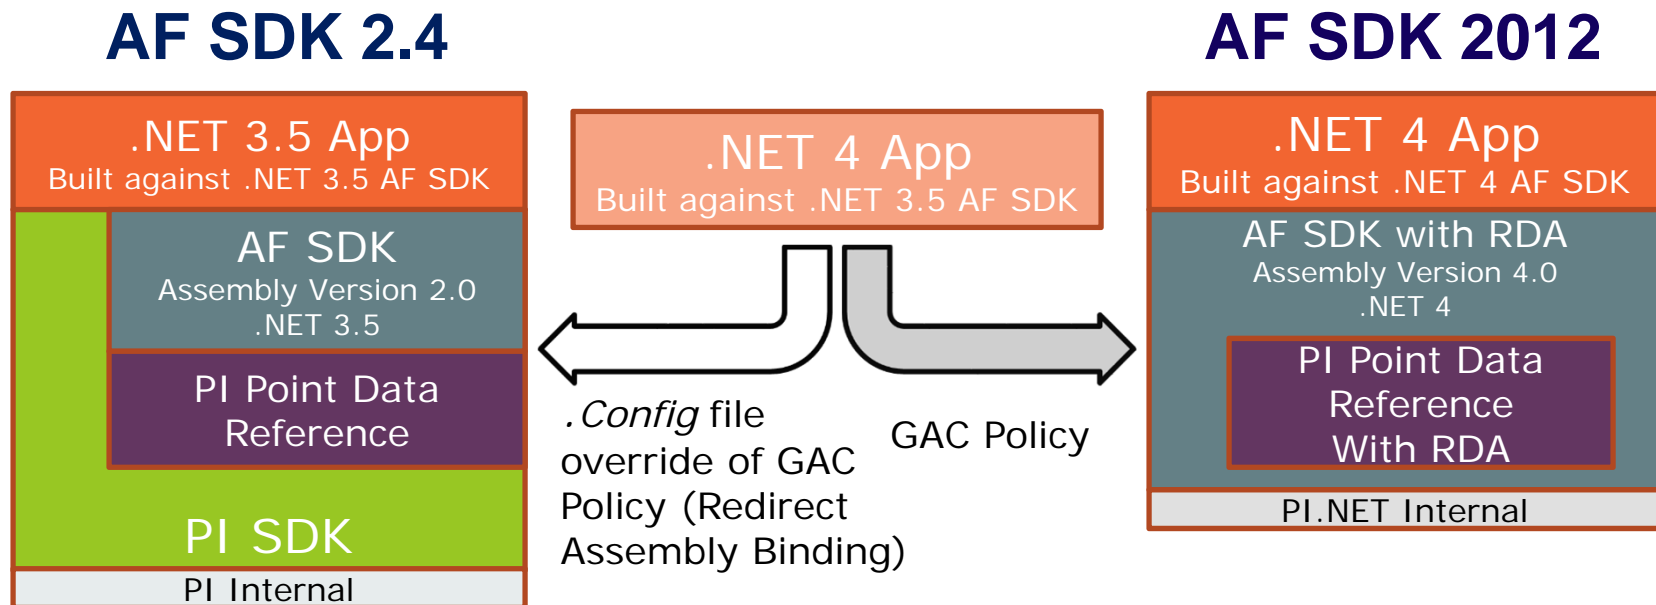 AF SDK 2.4
AF SDK 2012
.NET 3.5 App
Built against .NET 3.5 AF SDK
AF SDK
Assembly Version 2.0
.NET 3.5
PI Point Data
Reference
PI SDK
PI Internal
.NET 4 App
Built against .NET 3.5 AF SDK
.Config file
override of GAC
Policy (Redirect
Assembly Binding)
GAC Policy
.NET 4 App
Built against .NET 4 AF SDK
AF SDK with RDA
Assembly Version 4.0
.NET 4
PI Point Data
Reference
With RDA
PI.NET Internal